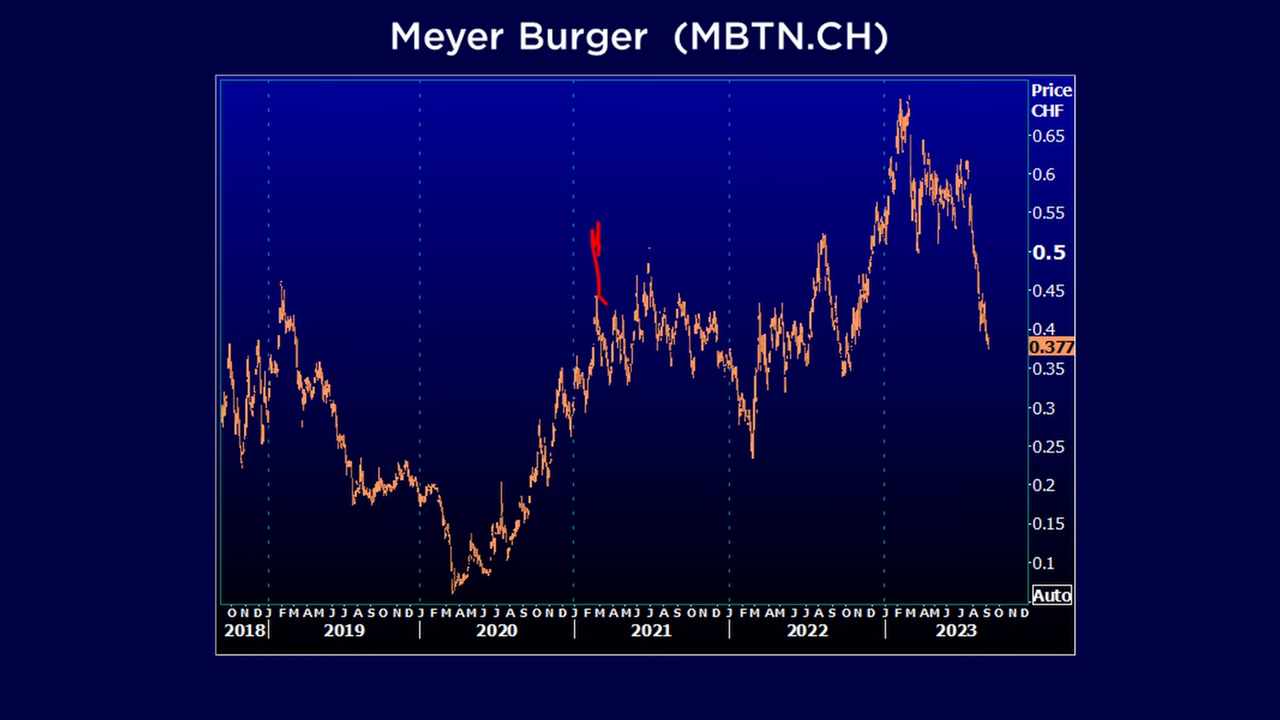 Meyer Burger (MBTN.CH)
Price
CHF
0.65
0.6
0.55
0.5
0.45
0.4
0.377
0.35
0.3
0.25
0.2
0.15
0.1
Auto
O N D J F M A M J J A S O N D J F M A M J J A S O N D J F M A M J J A S O N D J F M A M J J A S O N D J F M A M J J A S O N D
2018 2019 2020 2021 2022 2023